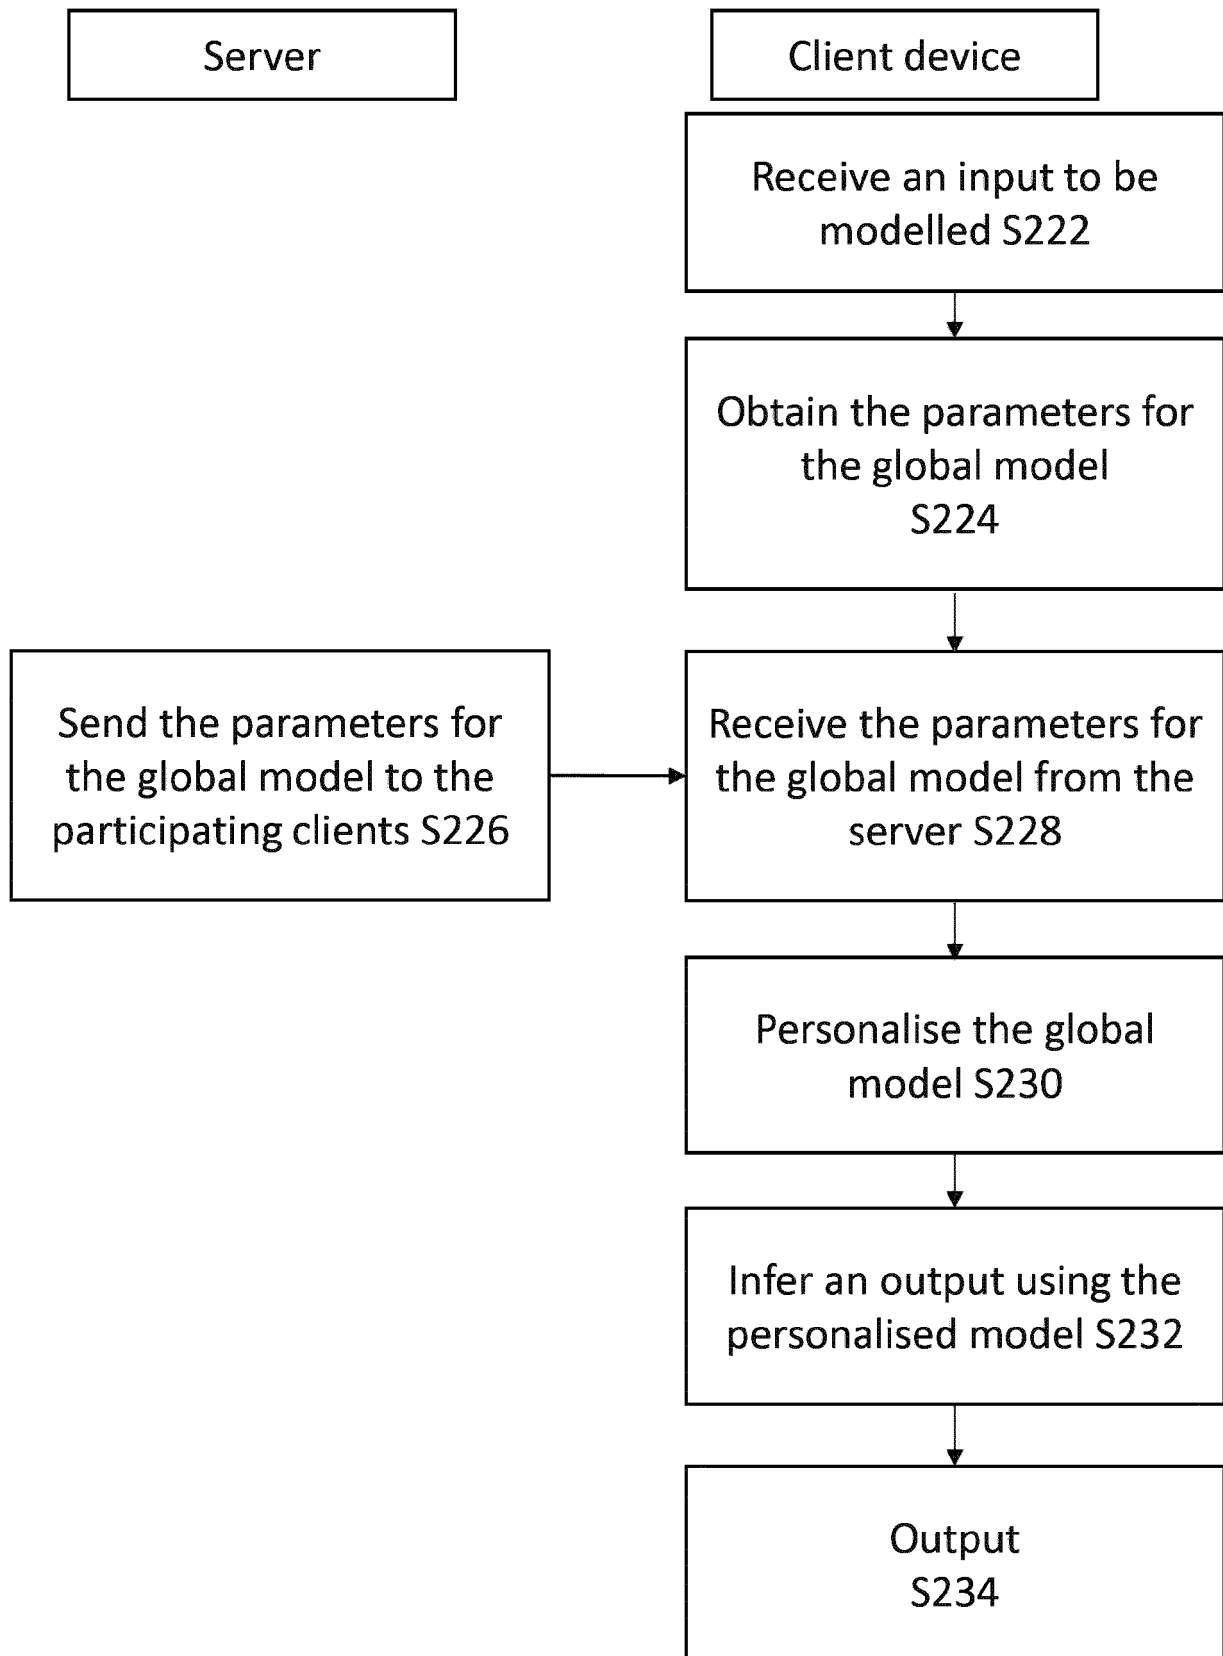 Server
Client device
Receive an input to be
modelled S222
Obtain the parameters for
the global model
S224
Send the parameters for
the global model to the
participating clients S226
Receive the parameters for
the global model from the
server S228
Personalise the global
model S230
Infer an output using the
personalised model S232
Output
S234